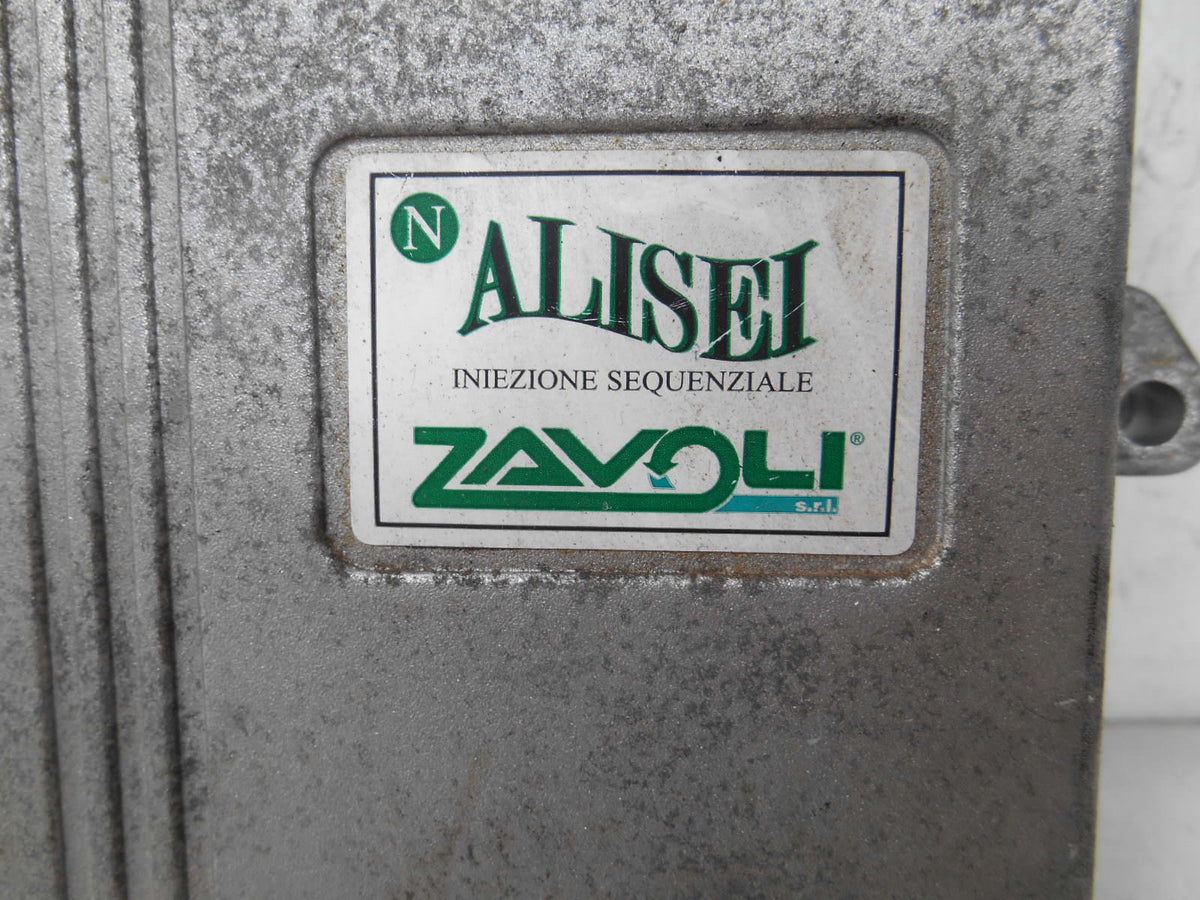 N
ALISEI
INIEZIONE SEQUENZIALE
ZAVOLI®
s.r.l.